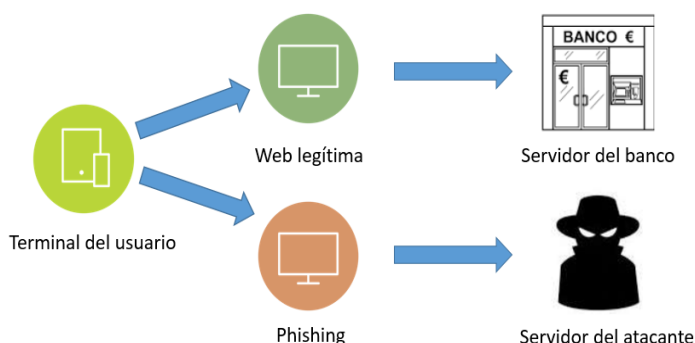 BANCO €
€
Web legítima
Servidor del banco
Terminal del usuario
Phishing
Servidor del atacante